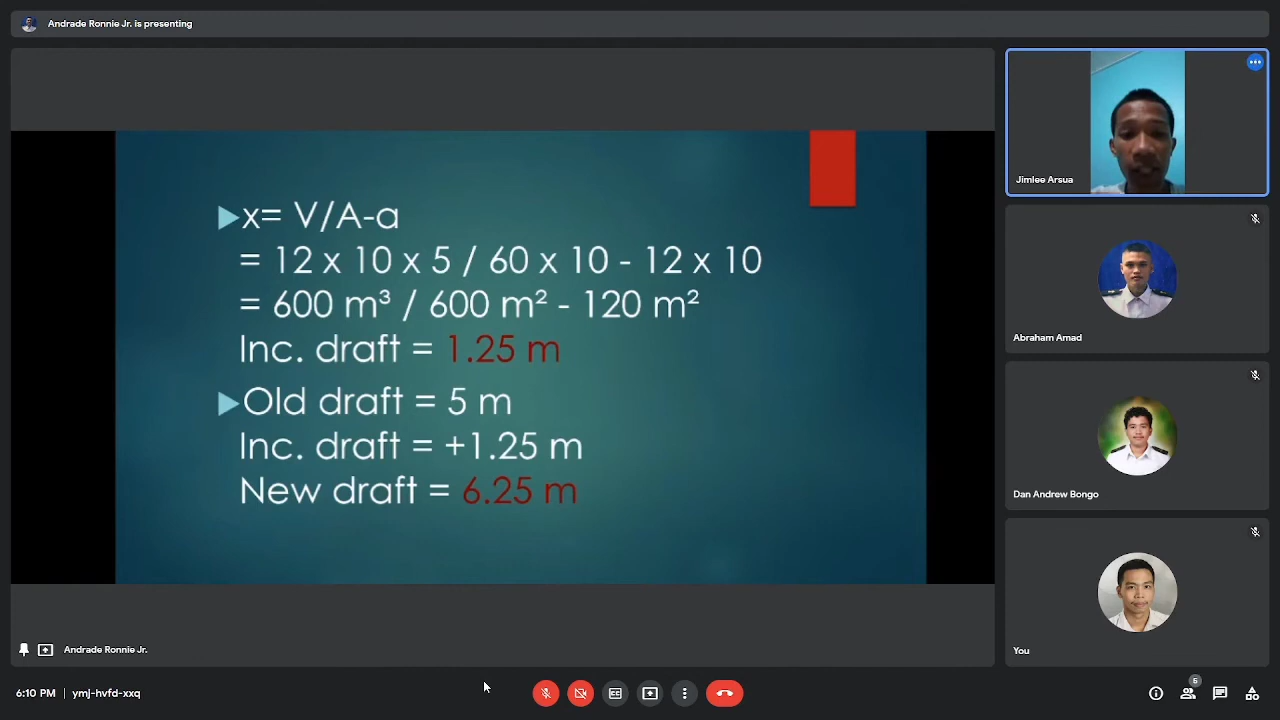 Andrade Ronnie Jr. is presenting
x= V/A-a
= 12 x 10 x 5 / 60 x 10 - 12 x 10
= 600 m³ / 600 m² - 120 m²
Inc. draft = 1.25 m
Old draft = 5 m
Inc. draft = +1.25 m
New draft = 6.25 m
Andrade Ronnie Jr.
Jimlee Arsua
Abraham Amad
Dan Andrew Bongo
You
6:10 PM | ymj-hvfd-xxq
5